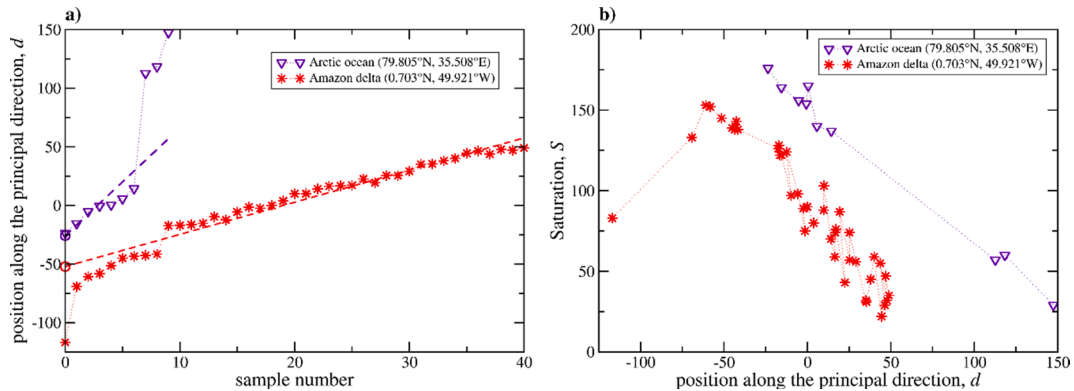 a)
150
100
50
0
-50
-100
0
10
20
30
40
position along the principal direction, d
sample number
Arctic ocean (79.805°N, 35.508°E)
Amazon delta (0.703°N, 49.921°W)
b)
200
150
100
50
0
-100
-50
0
50
100
150
Saturation, S
position along the principal direction, d
Arctic ocean (79.805°N, 35.508°E)
Amazon delta (0.703°N, 49.921°W)